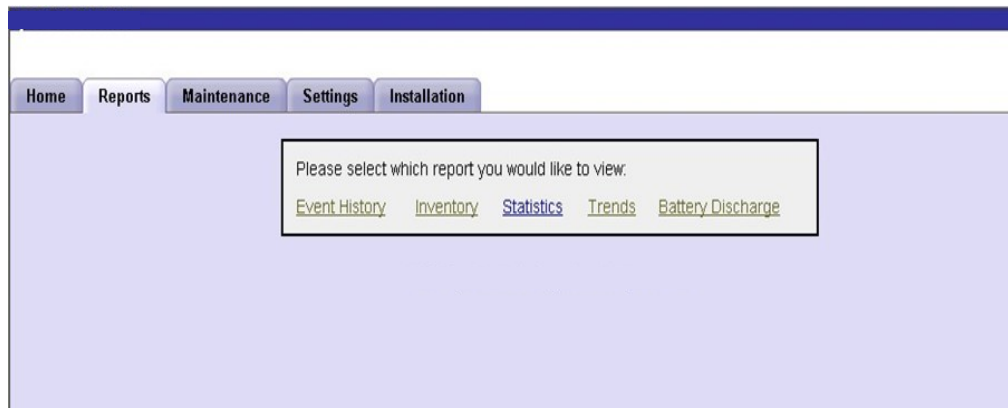 Home Reports Maintenance Settings Installation
Please select which report you would like to view:
Event History Inventory Statistics Trends Battery Discharge